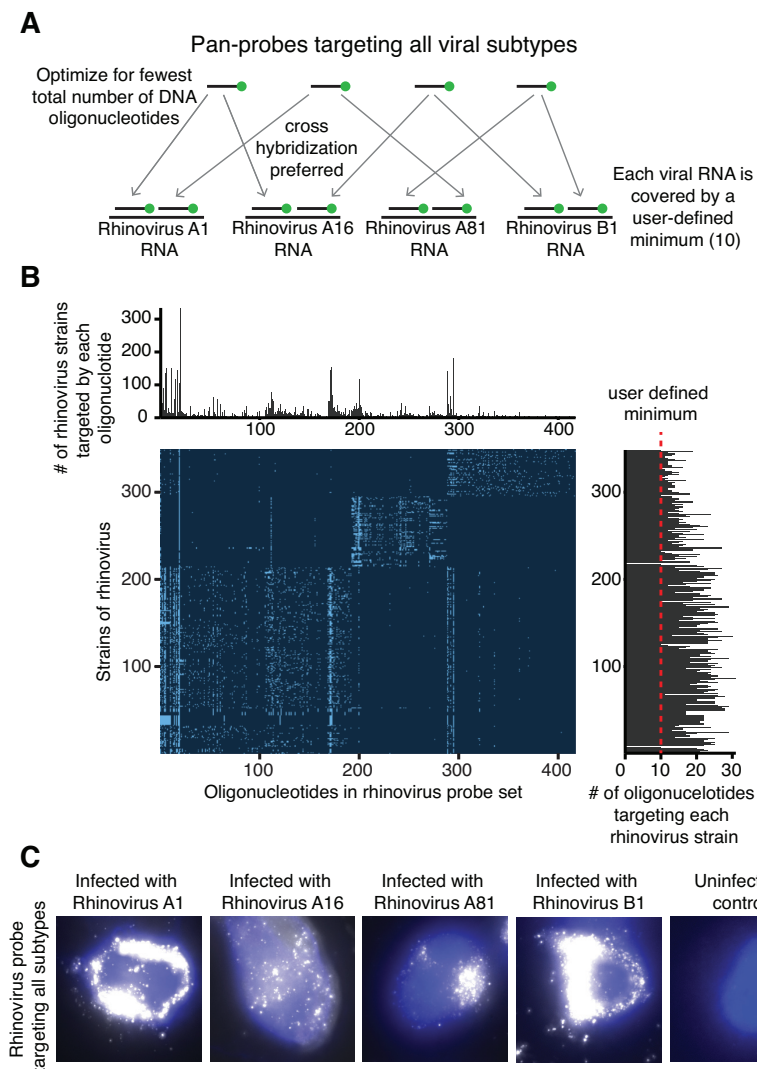 A
Pan-probes targeting all viral subtypes
Optimize for fewest
total number of DNA
oligonucleotides
cross
hybridization
preferred
Each viral RNA is
covered by a
user-defined
minimum (10)
Rhinovirus A1
RNA
Rhinovirus A16
RNA
Rhinovirus A81
RNA
Rhinovirus B1
RNA
B
# of rhinovirus strains
targeted by each
oligonuclotide
300
200
100
0
100
200
300
400
user defined
minimum
Strains of rhinovirus
300
200
100
100
200
300
400
Oligonucleotides in rhinovirus probe set
300
200
100
0
10
20
30
# of oligonucelotides
targeting each
rhinovirus strain
C
Infected with
Rhinovirus A1
Infected with
Rhinovirus A16
Infected with
Rhinovirus A81
Infected with
Rhinovirus B1
Rhinovirus probe
targeting all subtypes